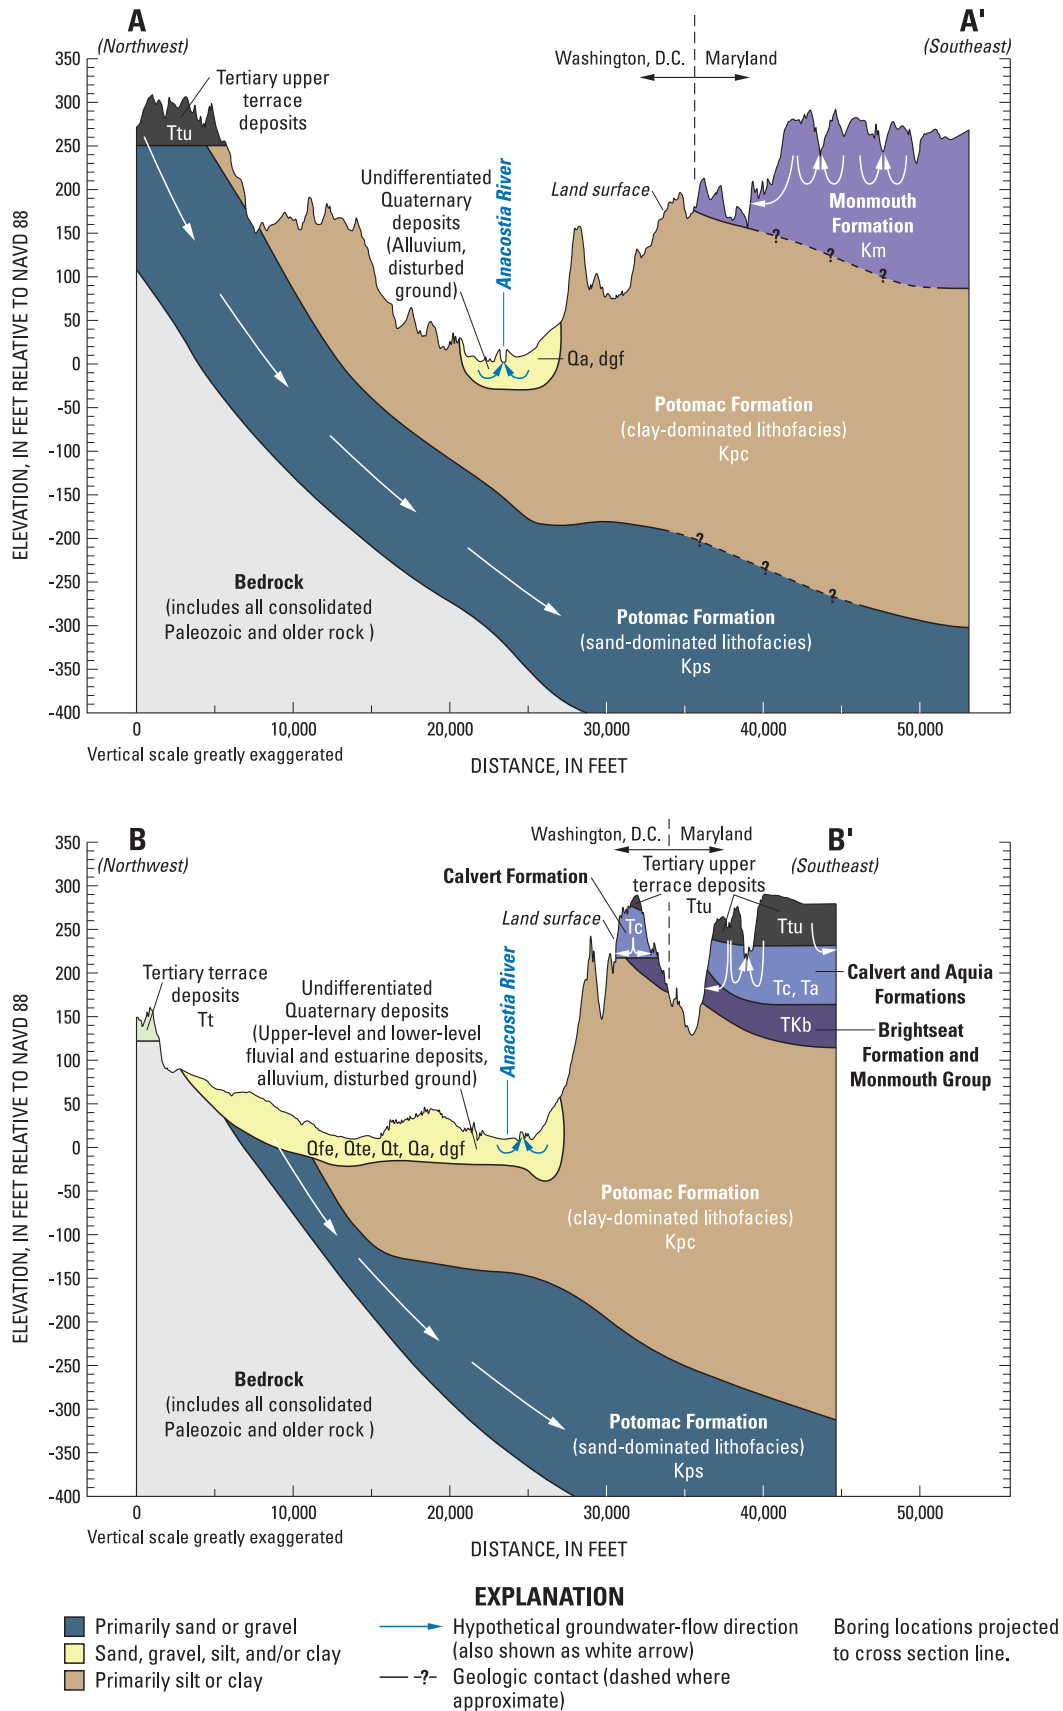 A
(Northwest)
A'
(Southeast)
Washington, D.C.
Maryland
ELEVATION, IN FEET RELATIVE TO NAVD 88
350
300
250
200
150
100
50
0
-50
-100
-150
-200
-250
-300
-350
-400
Tertiary upper
terrace
deposits
Ttu
Undifferentiated
Quaternary
deposits
(Alluvium,
disturbed
ground)
Anacostia River
Land surface
Monmouth
Formation
Km
? ? ?
Qa, dgf
Potomac Formation
(clay-dominated lithofacies)
Kpc
? ? ?
Bedrock
(includes all consolidated
Paleozoic and older rock )
Potomac Formation
(sand-dominated lithofacies)
Kps
0 10,000 20,000 30,000 40,000 50,000
Vertical scale greatly exaggerated
DISTANCE, IN FEET
B
(Northwest)
B'
(Southeast)
Washington, D.C.
Maryland
ELEVATION, IN FEET RELATIVE TO NAVD 88
350
300
250
200
150
100
50
0
-50
-100
-150
-200
-250
-300
-350
-400
Calvert Formation
Tertiary upper
terrace deposits
Ttu
Land surface
Tc
Ttu
Tertiary terrace
deposits
Tt
Undifferentiated
Quaternary deposits
(Upper-level and lower-level
fluvial and estuarine deposits,
alluvium, disturbed ground)
Anacostia River
Tc, Ta
Calvert and Aquia
Formations
TKb
Brightseat
Formation and
Monmouth Group
Qfe, Qte, Qt, Qa, dgf
Potomac Formation
(clay-dominated lithofacies)
Kpc
Bedrock
(includes all consolidated
Paleozoic and older rock )
Potomac Formation
(sand-dominated lithofacies)
Kps
0 10,000 20,000 30,000 40,000 50,000
Vertical scale greatly exaggerated
DISTANCE, IN FEET
EXPLANATION
Primarily sand or gravel
Sand, gravel, silt, and/or clay
Primarily silt or clay
Hypothetical groundwater-flow direction
(also shown as white arrow)
? Geologic contact (dashed where
approximate)
Boring locations projected
to cross section line.